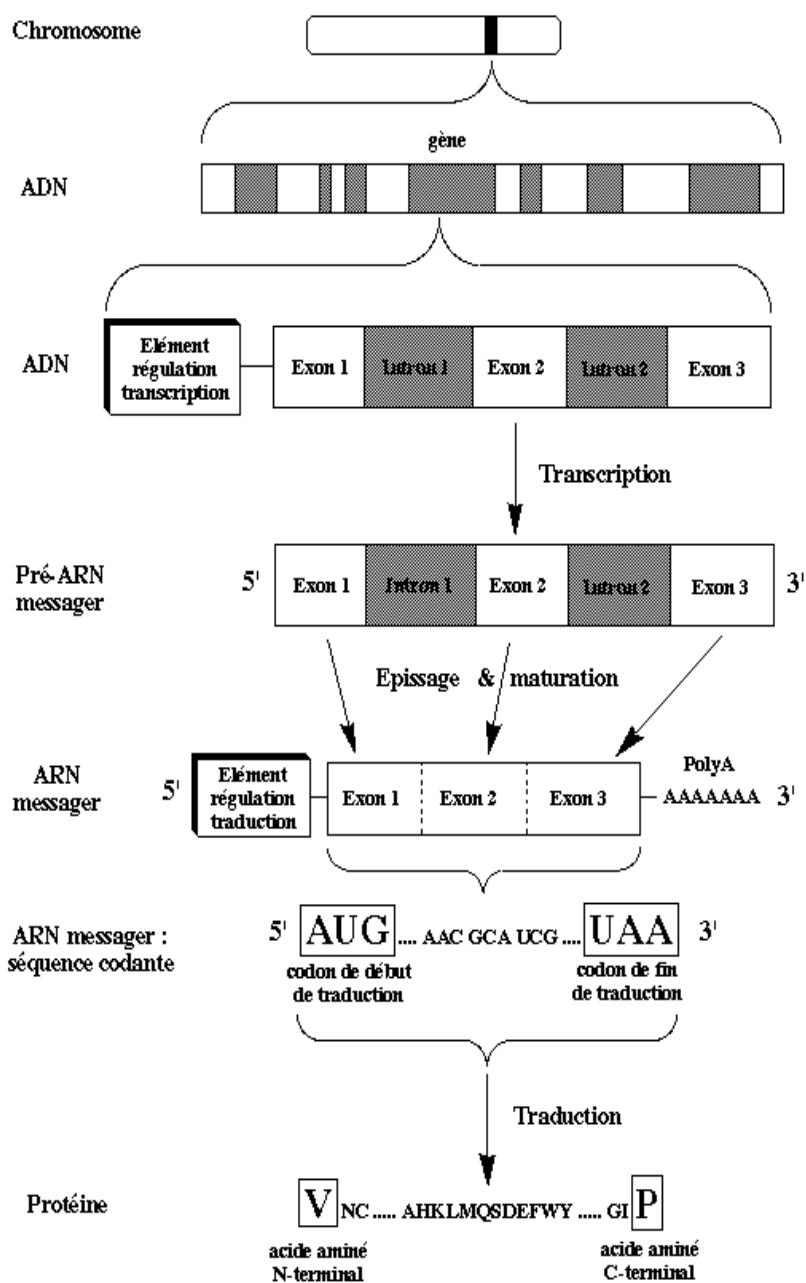 Chromosome
gène
ADN
Elément
régulation
transcription
ADN
Exon 1 Intron 1 Exon 2 Intron 2 Exon 3
Transcription
Pré-ARN
messager
5' Exon 1 Intron 1 Exon 2 Intron 2 Exon 3 3'
Epissage & maturation
ARN
messager
5'
Elément
régulation
traduction
Exon 1 Exon 2 Exon 3
PolyA
AAAAAAA 3'
ARN messager :
séquence codante
5' AUG .... AAC GCA UCG .... UAA 3'
codon de début
de traduction
codon de fin
de traduction
Traduction
Protéine
V NC ..... AHKLMQSDEFWY ..... GI P
acide aminé
N-terminal
acide aminé
C-terminal